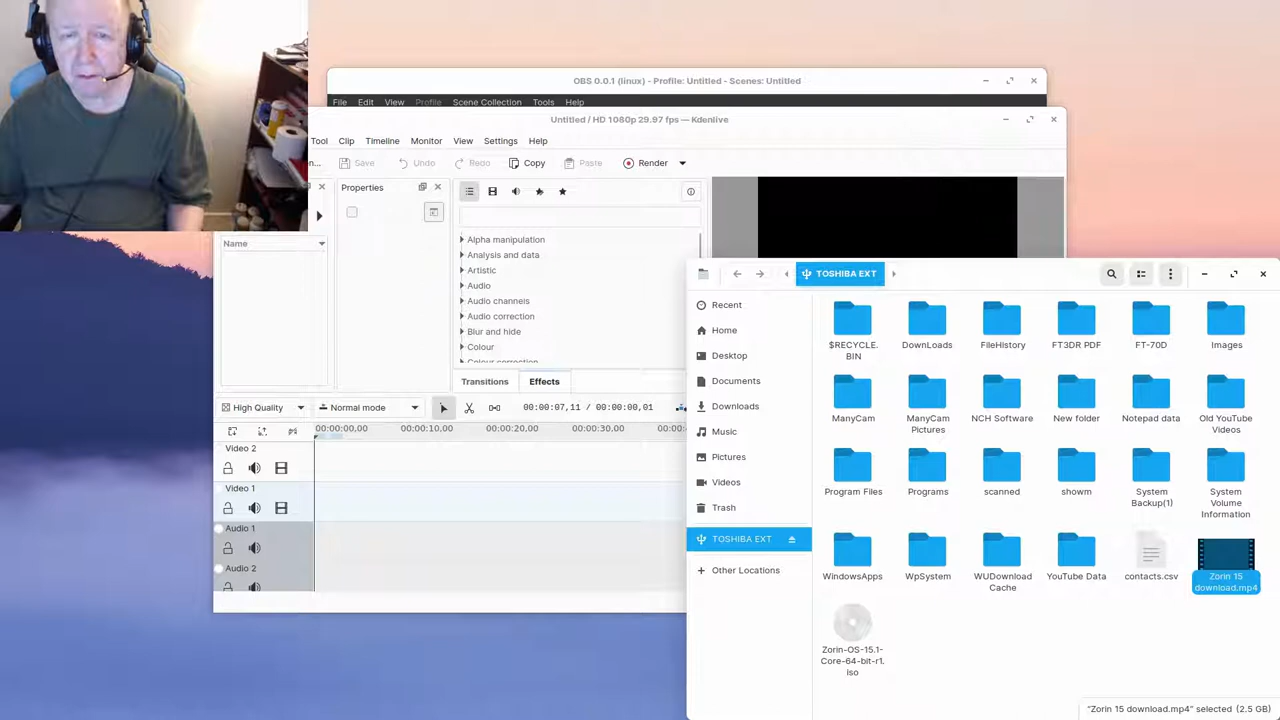 OBS 0.0.1 (linux) - Profile: Untitled - Scenes: Untitled
File Edit View Profile Scene Collection Tools Help
Untitled / HD 1080p 29.97 fps — Kdenlive
Tool Clip Timeline Monitor View Settings Help
n... Save Undo Redo Copy Paste Render
Properties
Name
Alpha manipulation
Analysis and data
Artistic
Audio
Audio channels
Audio correction
Blur and hide
Colour
Colour correction
Transitions Effects
High Quality Normal mode 00:00:07,11 / 00:00:00,01
00:00:00,00 00:00:10,00 00:00:20,00 00:00:30,00 00:00:
Video 2
Video 1
Audio 1
Audio 2
TOSHIBA EXT
Recent
Home
Desktop
Documents
Downloads
Music
Pictures
Videos
Trash
TOSHIBA EXT
Other Locations
$RECYCLE.
BIN
DownLoads
FileHistory
FT3DR PDF
FT-70D
Images
ManyCam
ManyCam
Pictures
NCH Software
New folder
Notepad data
Old YouTube
Videos
Program Files
Programs
scanned
showm
System
Backup(1)
System
Volume
Information
WindowsApps
WpSystem
WUDownload
Cache
YouTube Data
contacts.csv
Zorin 15
download.mp4
Zorin-OS-15.1-
Core-64-bit-r1.
iso
"Zorin 15 download.mp4" selected (2.5 GB)